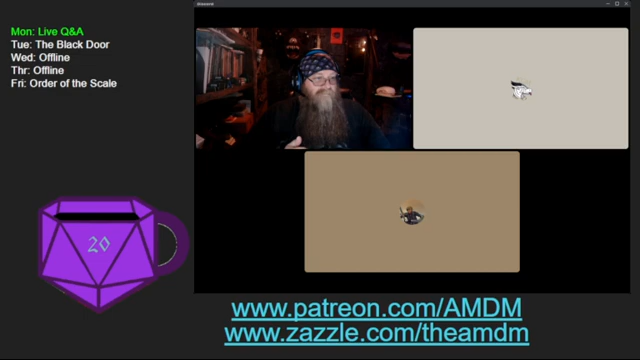 Mon: Live Q&A
Tue: The Black Door
Wed: Offline
Thr: Offline
Fri: Order of the Scale
20
www.patreon.com/AMDM
www.zazzle.com/theamdm